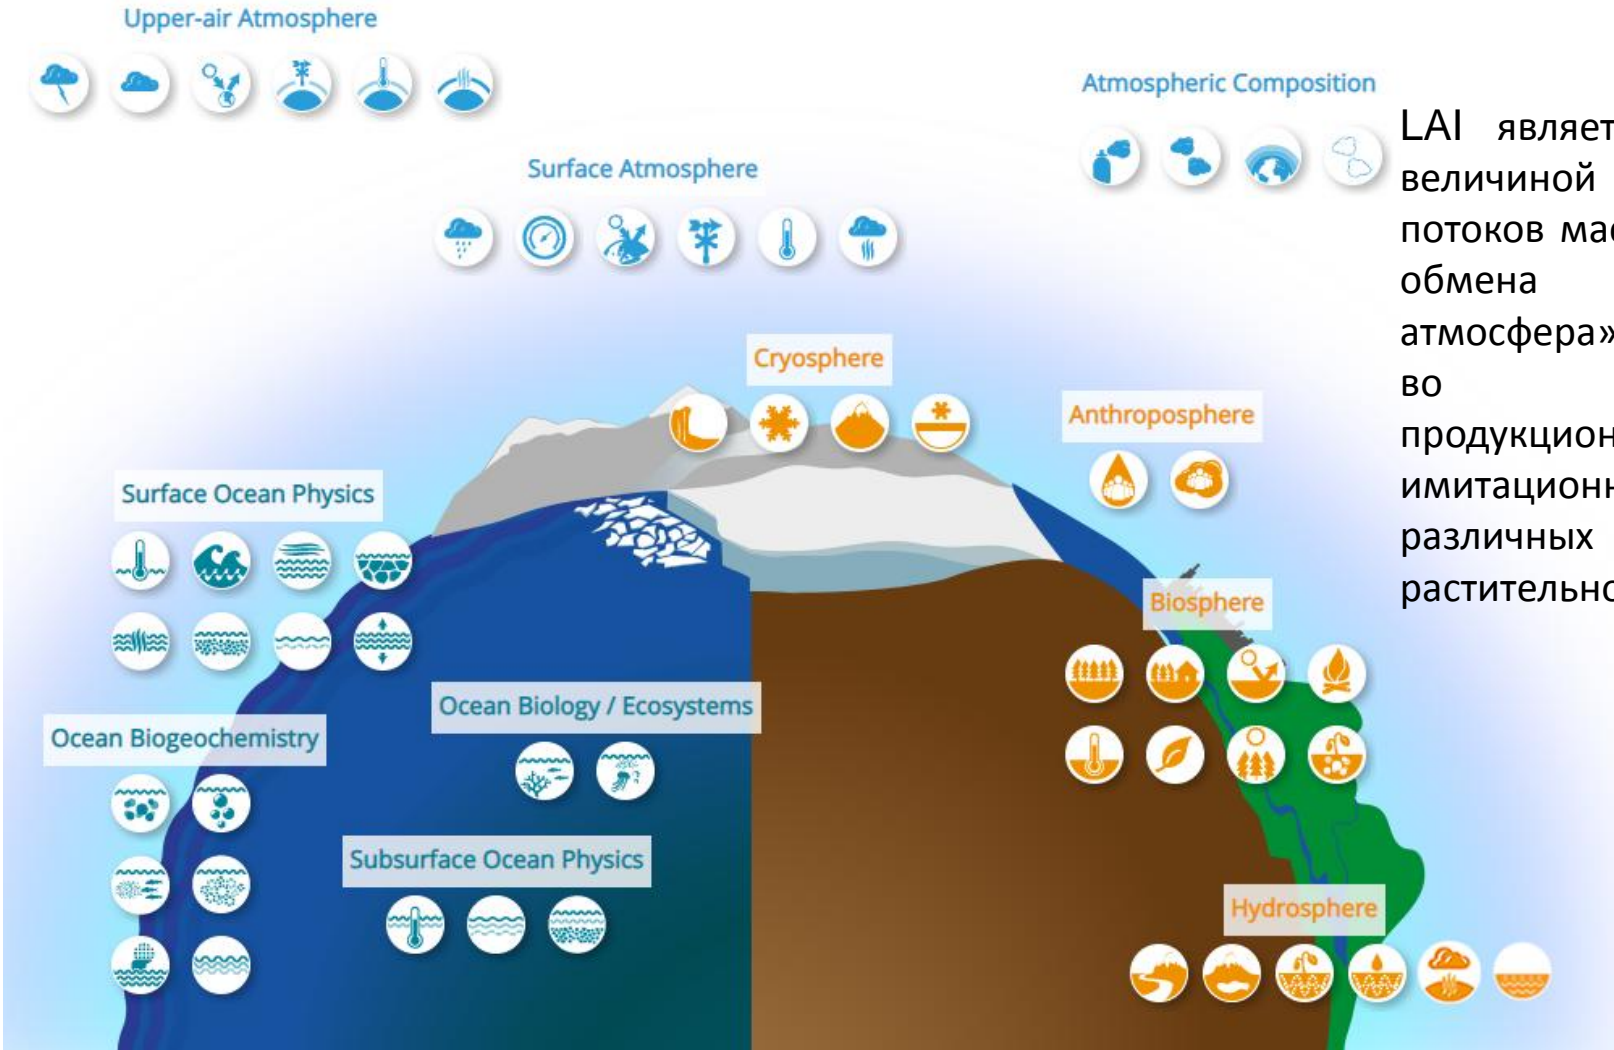 Upper-air Atmosphere
Atmospheric Composition
Surface Atmosphere
LAI являет
величиной
потоков мас
обмена
атмосфера»
во
продукцион
имитационн
различных
растительно
Cryosphere
Anthroposphere
Surface Ocean Physics
Biosphere
Ocean Biology / Ecosystems
Ocean Biogeochemistry
Subsurface Ocean Physics
Hydrosphere